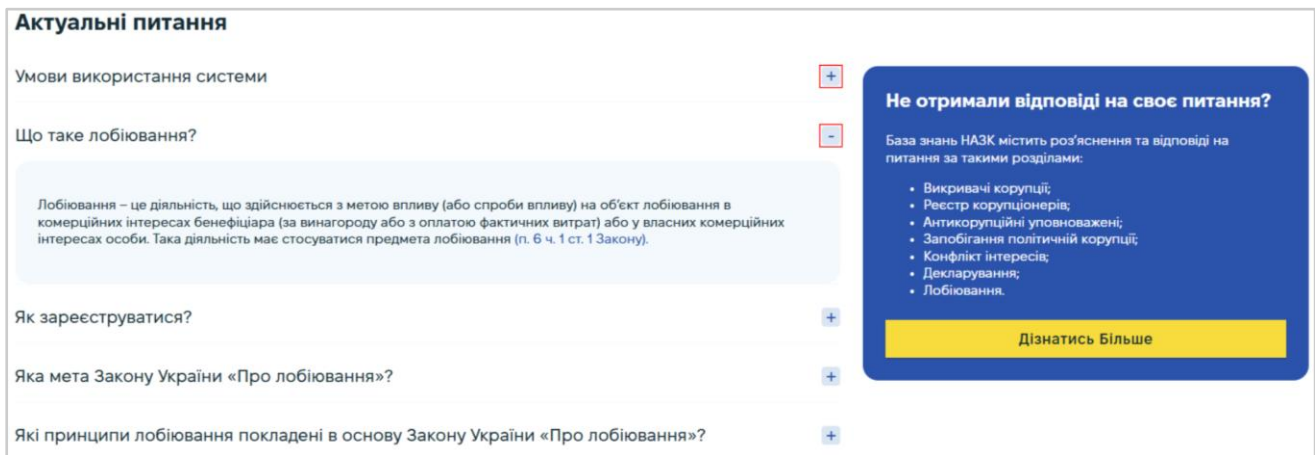 Актуальні питання
Умови використання системи
+
Що таке лобіювання?
-
Лобіювання – це діяльність, що здійснюється з метою впливу (або спроби впливу) на об'єкт лобіювання в
комерційних інтересах бенефіціара (за винагороду або з оплатою фактичних витрат) або у власних комерційних
інтересах особи. Така діяльність має стосуватися предмета лобіювання (п. 6 ч. 1 ст. 1 Закону).
Як зареєструватися?
+
Яка мета Закону України «Про лобіювання»?
+
Які принципи лобіювання покладені в основу Закону України «Про лобіювання»?
+
Не отримали відповіді на своє питання?
База знань НАЗК містить роз'яснення та відповіді на
питання за такими розділами:
• Викривачі корупції;
• Реєстр корупціонерів;
• Антикорупційні уповноважені;
• Запобігання політичній корупції;
• Конфлікт інтересів;
• Декларування;
• Лобіювання.
Дізнатись Більше